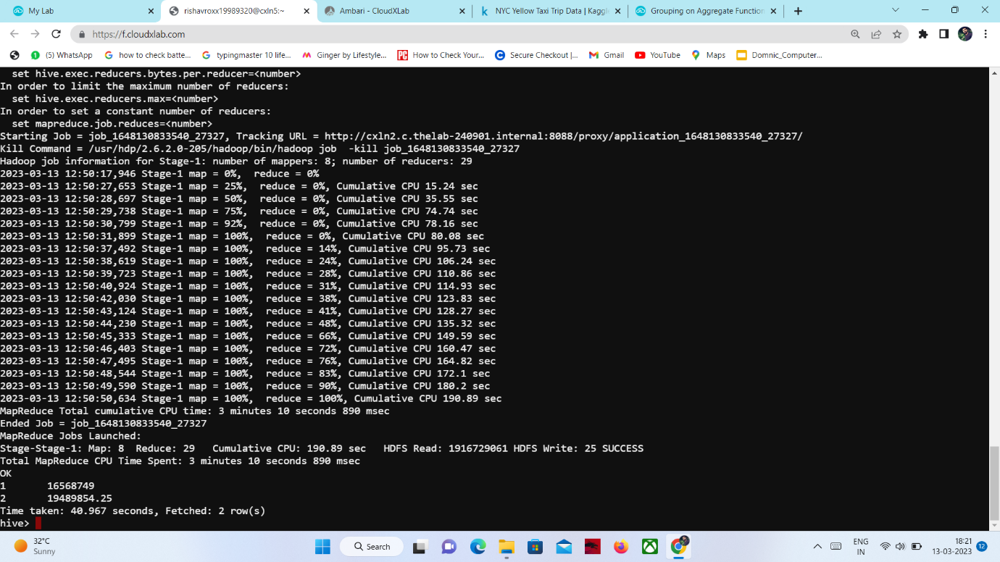 My Lab
rishavroxx19989320@cxln5:~
Ambari - CloudXLab
NYC Yellow Taxi Trip Data | Kaggl
Grouping on Aggregate Function
https://f.cloudxlab.com
(5) WhatsApp
how to check batte...
typingmaster 10 life...
Ginger by Lifestyle...
How to Check Your...
Secure Checkout |...
Gmail
YouTube
Maps
Domnic_Computer...
set hive.exec.reducers.bytes.per.reducer=<number>
In order to limit the maximum number of reducers:
set hive.exec.reducers.max=<number>
In order to set a constant number of reducers:
set mapreduce.job.reduces=<number>
Starting Job = job_1648130833540_27327, Tracking URL = http://cxln2.c.thelab-240901.internal:8088/proxy/application_1648130833540_27327/
Kill Command = /usr/hdp/2.6.2.0-205/hadoop/bin/hadoop job  -kill job_1648130833540_27327
Hadoop job information for Stage-1: number of mappers: 8; number of reducers: 29
2023-03-13 12:50:17,946 Stage-1 map = 0%,  reduce = 0%
2023-03-13 12:50:27,653 Stage-1 map = 25%,  reduce = 0%, Cumulative CPU 15.24 sec
2023-03-13 12:50:28,697 Stage-1 map = 50%,  reduce = 0%, Cumulative CPU 35.55 sec
2023-03-13 12:50:29,738 Stage-1 map = 75%,  reduce = 0%, Cumulative CPU 74.74 sec
2023-03-13 12:50:30,799 Stage-1 map = 92%,  reduce = 0%, Cumulative CPU 78.16 sec
2023-03-13 12:50:31,899 Stage-1 map = 100%,  reduce = 0%, Cumulative CPU 80.08 sec
2023-03-13 12:50:37,492 Stage-1 map = 100%,  reduce = 14%, Cumulative CPU 95.73 sec
2023-03-13 12:50:38,619 Stage-1 map = 100%,  reduce = 24%, Cumulative CPU 106.24 sec
2023-03-13 12:50:39,723 Stage-1 map = 100%,  reduce = 28%, Cumulative CPU 110.86 sec
2023-03-13 12:50:40,924 Stage-1 map = 100%,  reduce = 31%, Cumulative CPU 114.93 sec
2023-03-13 12:50:42,030 Stage-1 map = 100%,  reduce = 38%, Cumulative CPU 123.83 sec
2023-03-13 12:50:43,124 Stage-1 map = 100%,  reduce = 41%, Cumulative CPU 128.27 sec
2023-03-13 12:50:44,230 Stage-1 map = 100%,  reduce = 48%, Cumulative CPU 135.32 sec
2023-03-13 12:50:45,333 Stage-1 map = 100%,  reduce = 66%, Cumulative CPU 149.59 sec
2023-03-13 12:50:46,403 Stage-1 map = 100%,  reduce = 72%, Cumulative CPU 160.47 sec
2023-03-13 12:50:47,495 Stage-1 map = 100%,  reduce = 76%, Cumulative CPU 164.82 sec
2023-03-13 12:50:48,544 Stage-1 map = 100%,  reduce = 83%, Cumulative CPU 172.1 sec
2023-03-13 12:50:49,590 Stage-1 map = 100%,  reduce = 90%, Cumulative CPU 180.2 sec
2023-03-13 12:50:50,634 Stage-1 map = 100%,  reduce = 100%, Cumulative CPU 190.89 sec
MapReduce Total cumulative CPU time: 3 minutes 10 seconds 890 msec
Ended Job = job_1648130833540_27327
MapReduce Jobs Launched:
Stage-Stage-1: Map: 8  Reduce: 29   Cumulative CPU: 190.89 sec   HDFS Read: 1916729061 HDFS Write: 25 SUCCESS
Total MapReduce CPU Time Spent: 3 minutes 10 seconds 890 msec
OK
1       16568749
2       19489854.25
Time taken: 40.967 seconds, Fetched: 2 row(s)
hive>
32°C
Sunny
Search
ENG
IN
18:21
13-03-2023
12